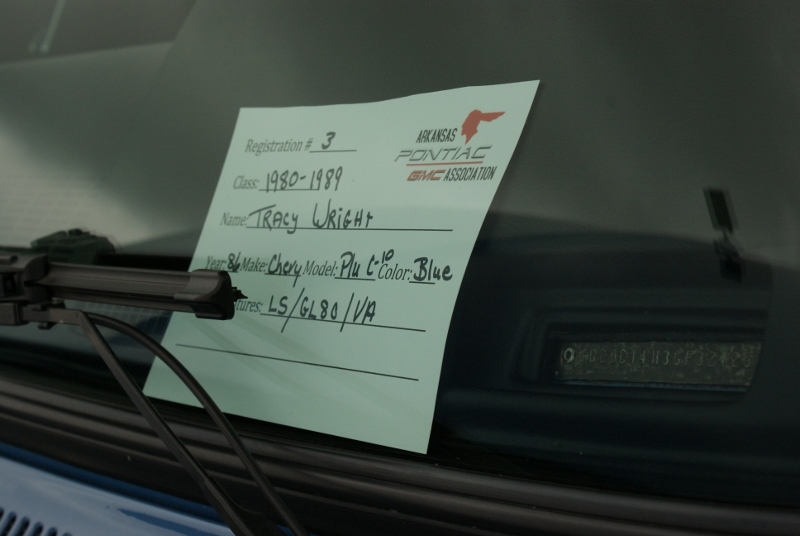 Registration # 3
ARKANSAS
PONTIAC
GMC ASSOCIATION
Class: 1980-1989
Name: TRACY WRIGHT
Year: 86 Make: Chevy Model: Plu C-10 Color: Blue
tures: LS/GL80/VA